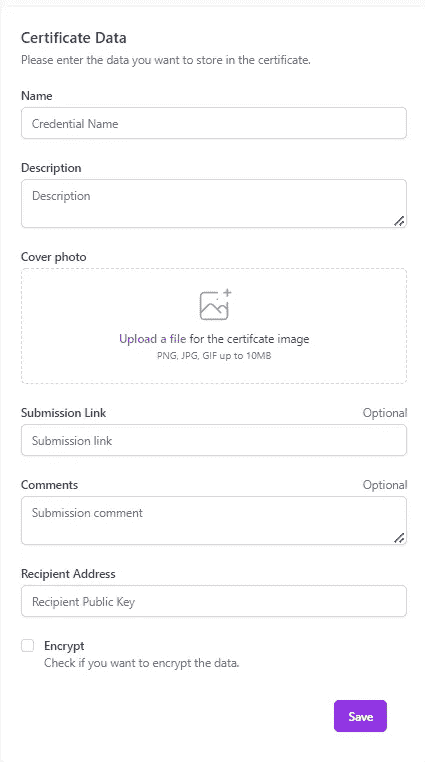 Certificate Data
Please enter the data you want to store in the certificate.
Name
Credential Name
Description
Description
Cover photo
Upload a file for the certifcate image
PNG, JPG, GIF up to 10MB
Submission Link Optional
Submission link
Comments Optional
Submission comment
Recipient Address
Recipient Public Key
Encrypt
Check if you want to encrypt the data.
Save